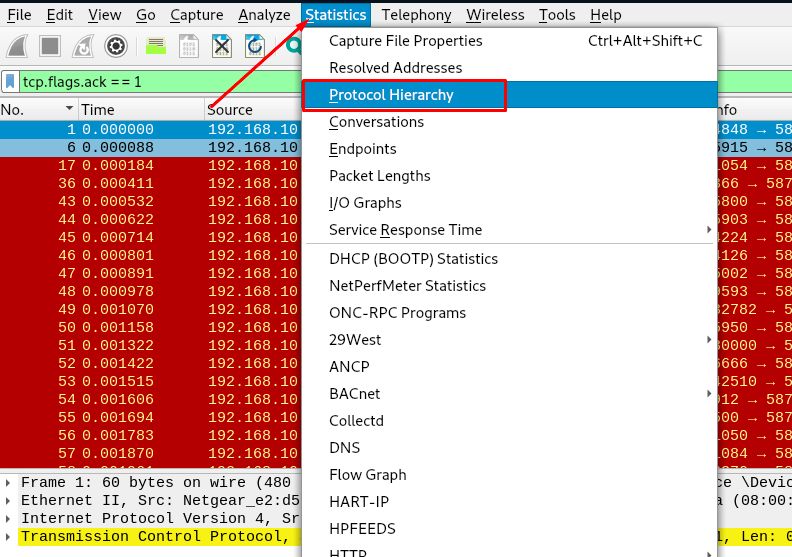 File Edit View Go Capture Analyze Statistics Telephony Wireless Tools Help
Capture File Properties Ctrl+Alt+Shift+C
Resolved Addresses
tcp.flags.ack == 1
Protocol Hierarchy
No. Time Source nfo
Conversations
1 0.000000 192.168.10 4848 → 58
Endpoints
6 0.000088 192.168.10 5915 → 58
17 0.000184 192.168.10 1054 → 58
Packet Lengths
36 0.000411 192.168.10 366 → 587
I/O Graphs
43 0.000532 192.168.10 5800 → 58
44 0.000622 192.168.10 5903 → 58
Service Response Time
45 0.000714 192.168.10 4224 → 58
46 0.000801 192.168.10 4126 → 58
DHCP (BOOTP) Statistics
47 0.000891 192.168.10 5002 → 58
NetPerfMeter Statistics
48 0.000978 192.168.10 9593 → 58
49 0.001070 192.168.10 32782 → 5
ONC-RPC Programs
50 0.001158 192.168.10 5950 → 58
29West
51 0.001322 192.168.10 30000 → 5
52 0.001422 192.168.10 5666 → 58
ANCP
53 0.001515 192.168.10 42510 → 5
BACnet
54 0.001606 192.168.10 912 → 587
55 0.001694 192.168.10 500 → 587
Collectd
56 0.001783 192.168.10 1050 → 58
DNS
57 0.001870 192.168.10 1084 → 58
Flow Graph
Frame 1: 60 bytes on wire (480 ce \Devic
Ethernet II, Src: Netgear_e2:d5 a (08:00:
HART-IP
Internet Protocol Version 4, Sr
HPFEEDS
Transmission Control Protocol, 1, Len: 0
HTTP